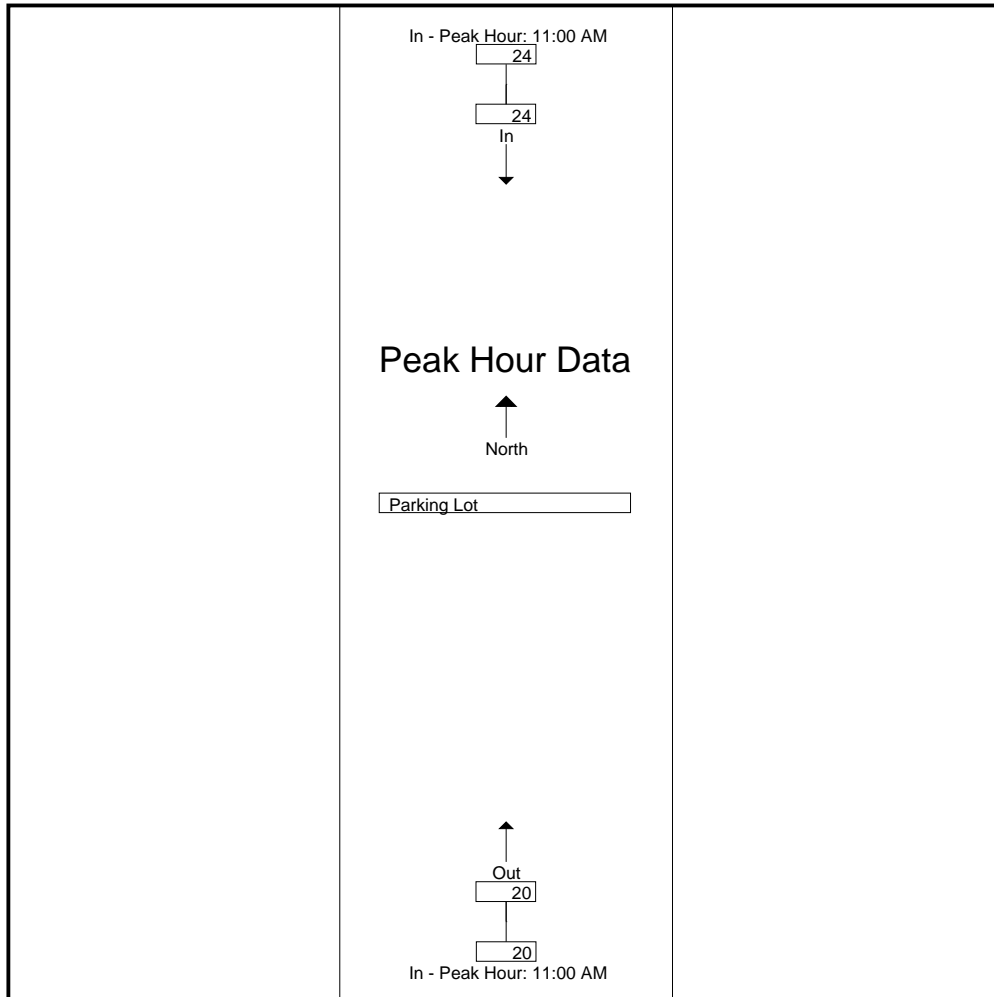 In - Peak Hour: 11:00 AM
24
24
In
Peak Hour Data
North
Parking Lot
Out
20
20
In - Peak Hour: 11:00 AM